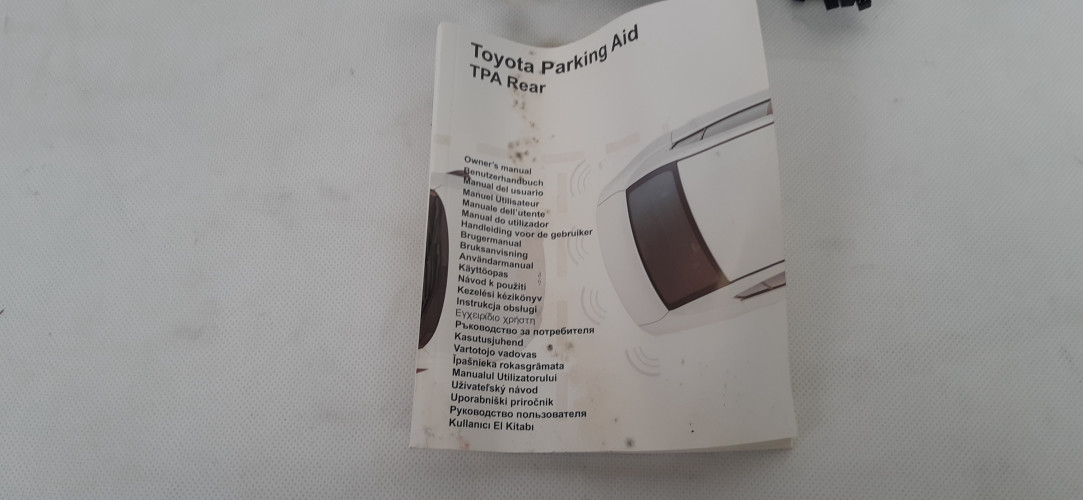 Toyota Parking Aid
TPA Rear
Owner's manual
Benutzerhandbuch
Manual del usuario
Manuel Utilisateur
Manuale dell'utente
Manual do utilizador
Handleiding voor de gebruiker
Brugermanual
Bruksanvisning
Användarmanual
Käyttöopas
Návod k použití
Kezelési kézikönyv
Instrukcja obsługi
Εγχειρίδιο χρήστη
Ръководство за потребителя
Kasutusjuhend
Vartotojo vadovas
Īpašnieka rokasgrāmata
Manualul Utilizatorului
Užívateľský návod
Uporabniški priročnik
Руководство пользователя
Kullanıcı El Kitabı